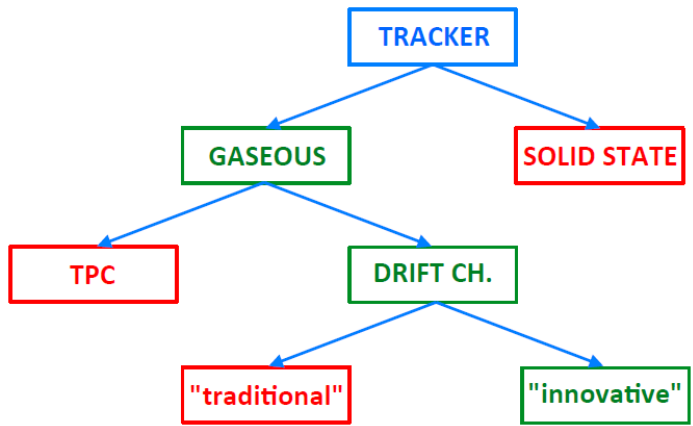 TRACKER
GASEOUS
SOLID STATE
TPC
DRIFT CH.
"traditional"
"innovative"